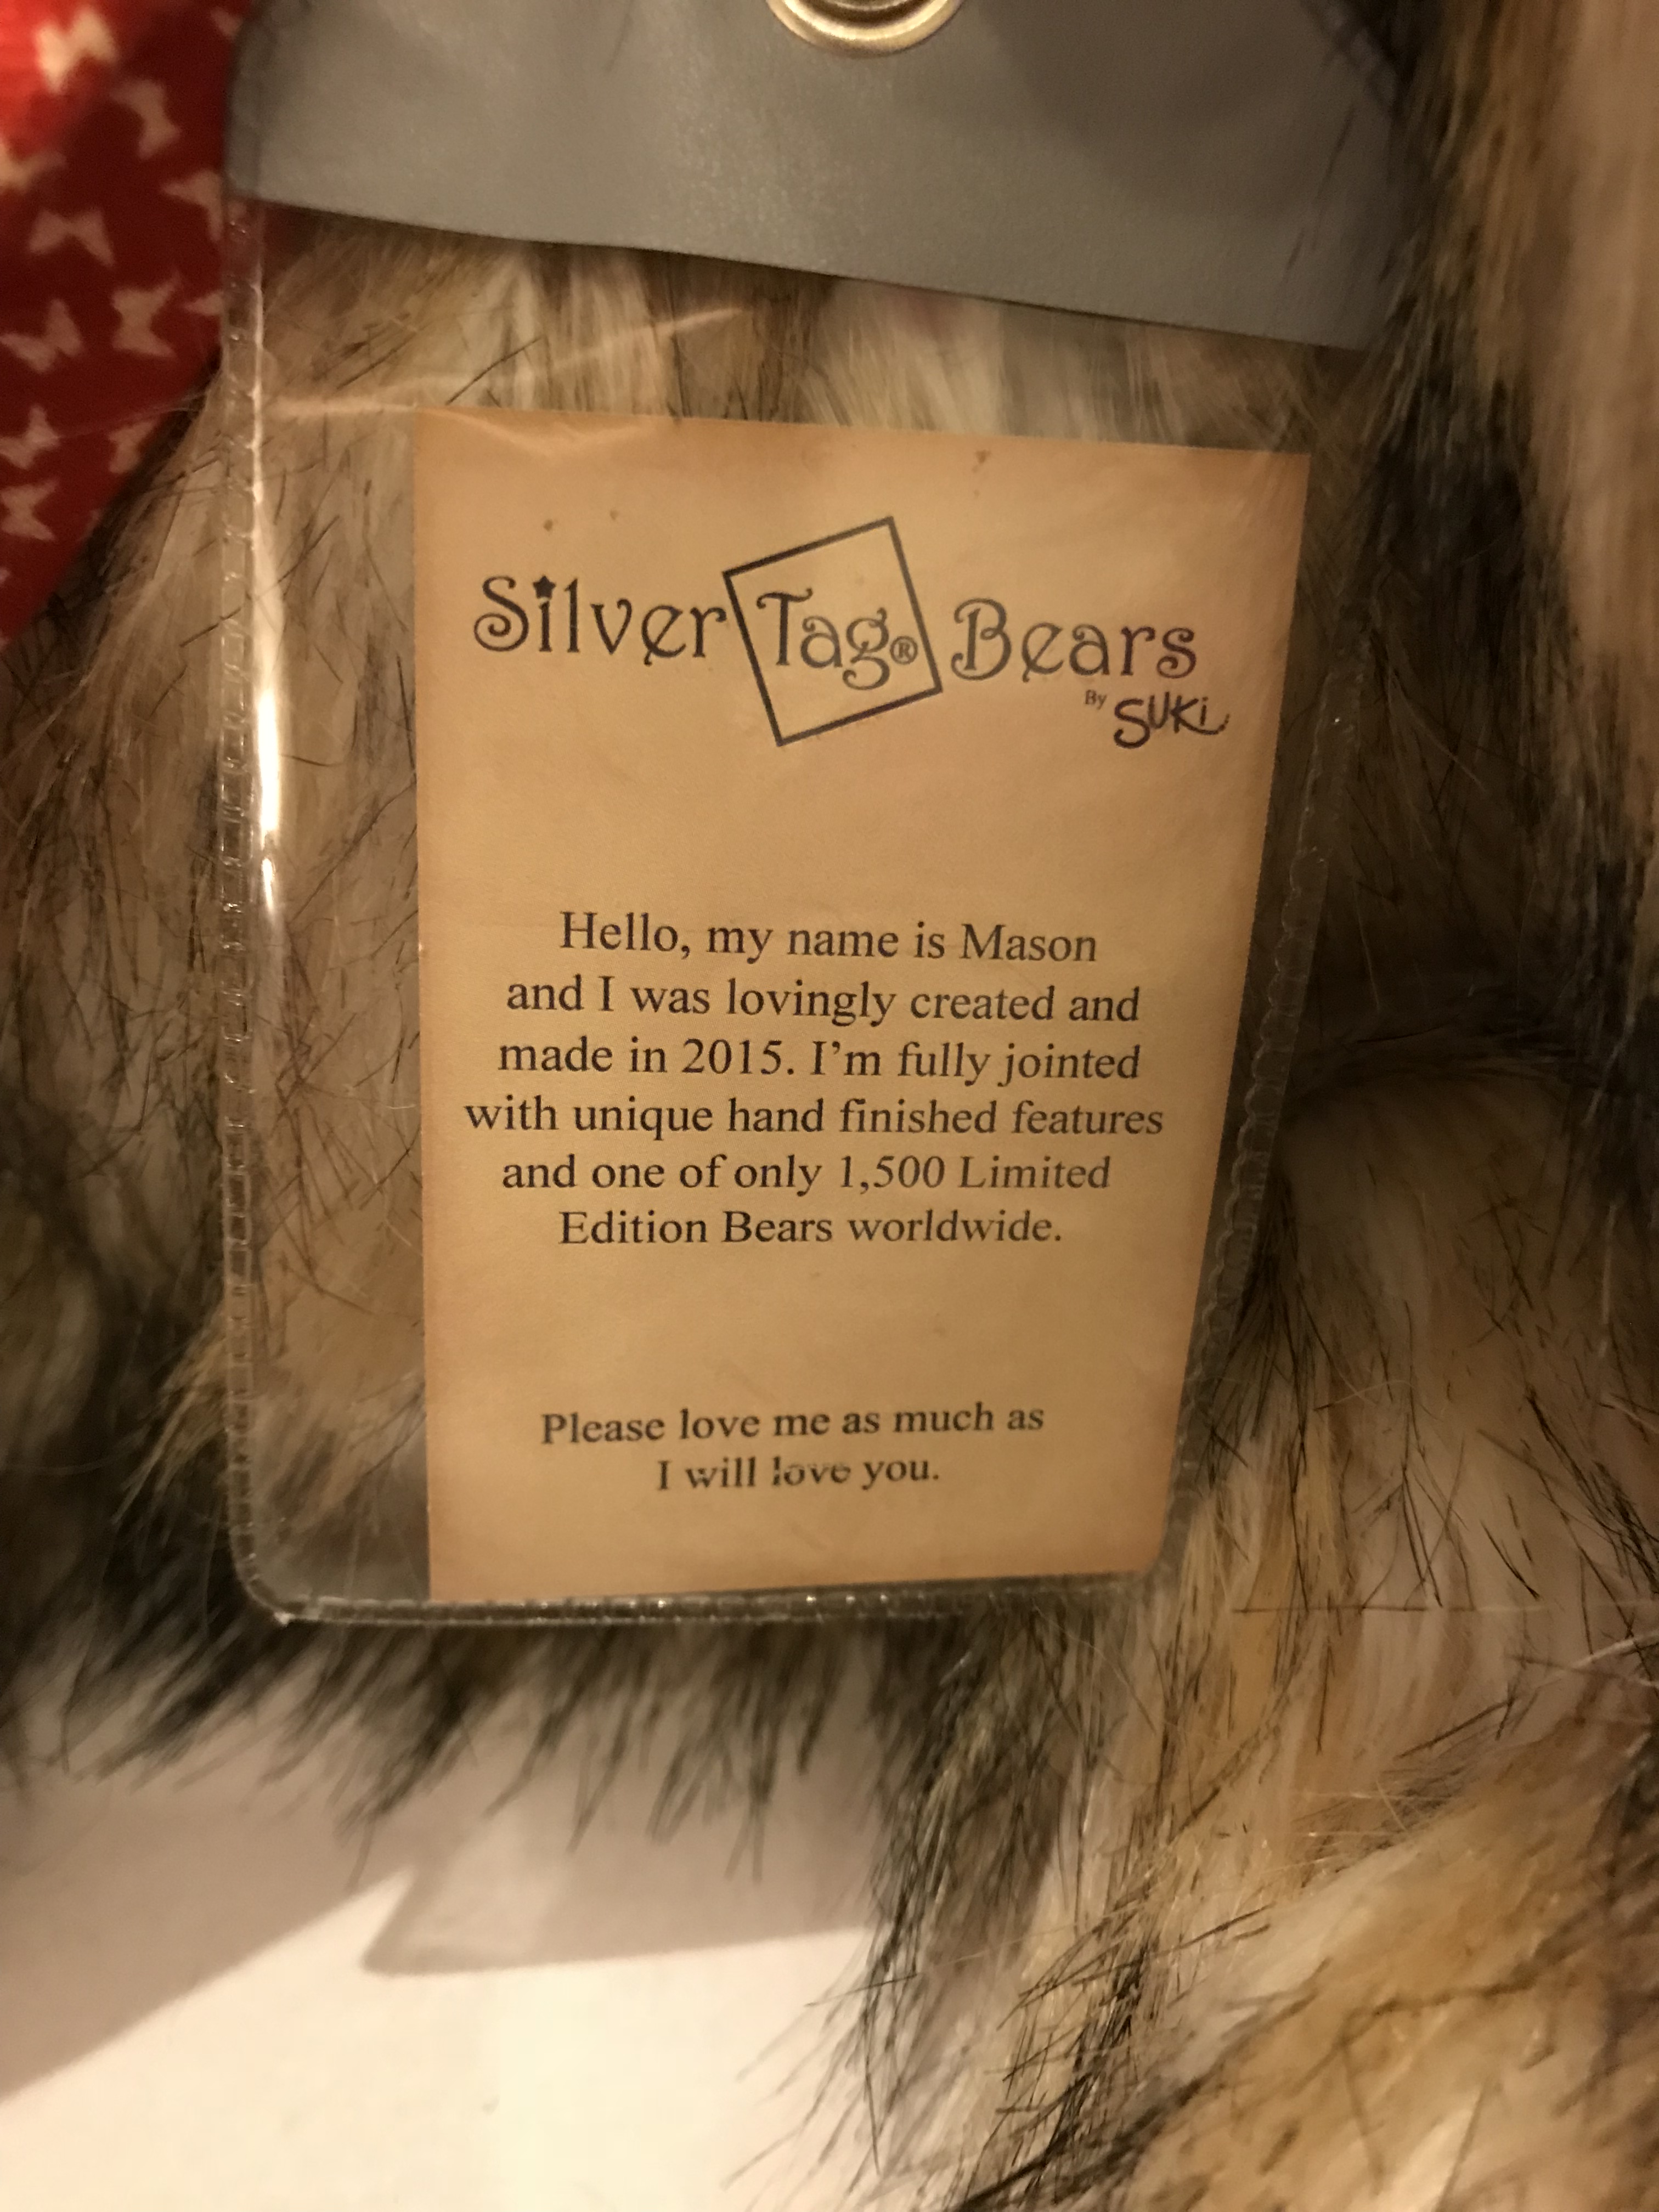 Silver Tag® Bears
By SUKi
Hello, my name is Mason
and I was lovingly created and
made in 2015. I'm fully jointed
with unique hand finished features
and one of only 1,500 Limited
Edition Bears worldwide.
Please love me as much as
I will love you.